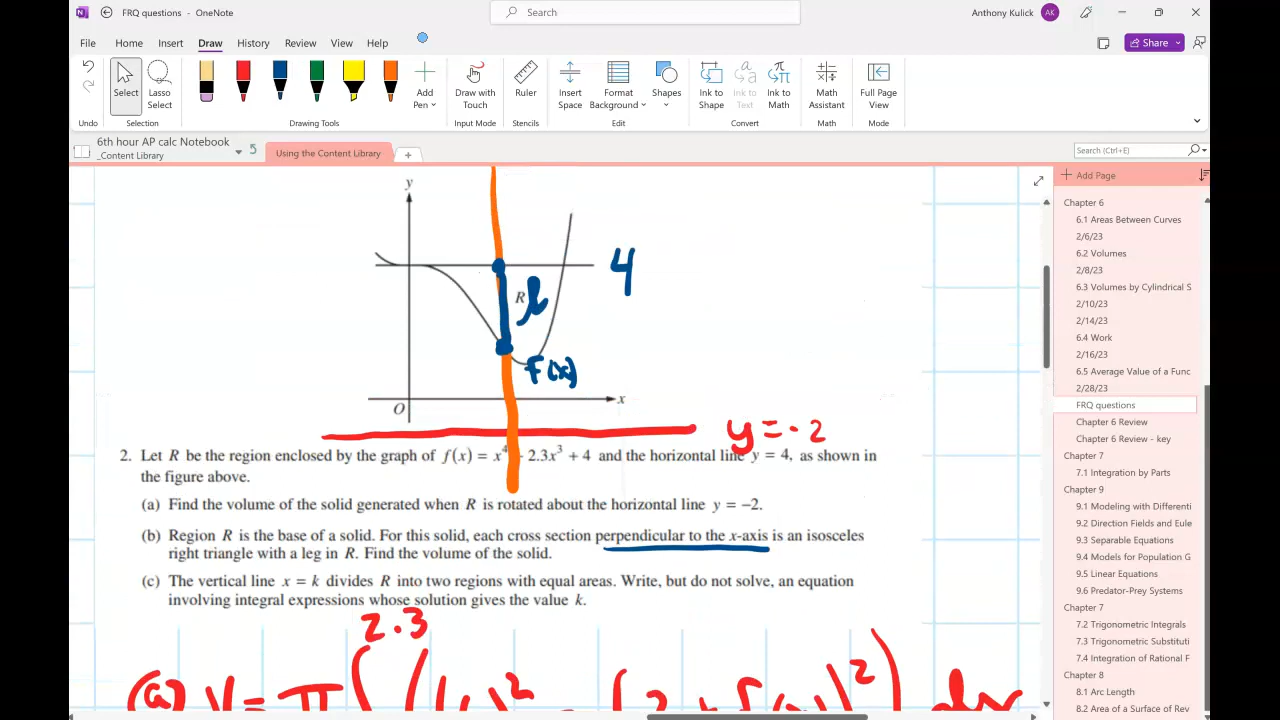 FRQ questions - OneNote
Search
Anthony Kulick AK
File Home Insert Draw History Review View Help
Share
Select
Lasso Select
Add Pen
Draw with Touch
Ruler
Insert Space
Format Background
Shapes
Ink to Shape
Ink to Text
Ink to Math
Math Assistant
Full Page View
Undo
Selection
Drawing Tools
Input Mode
Stencils
Edit
Convert
Math
Mode
6th hour AP calc Notebook
_Content Library
5
Using the Content Library
+
Search (Ctrl+E)
y
4
R
l
f(x)
O
x
y = -2
2. Let R be the region enclosed by the graph of f(x) = x⁴ - 2.3x³ + 4 and the horizontal line y = 4, as shown in
the figure above.
(a) Find the volume of the solid generated when R is rotated about the horizontal line y = −2.
(b) Region R is the base of a solid. For this solid, each cross section perpendicular to the x-axis is an isosceles
right triangle with a leg in R. Find the volume of the solid.
(c) The vertical line x = k divides R into two regions with equal areas. Write, but do not solve, an equation
involving integral expressions whose solution gives the value k.
2.3
(a) V = π
Add Page
Chapter 6
6.1 Areas Between Curves
2/6/23
6.2 Volumes
2/8/23
6.3 Volumes by Cylindrical S
2/10/23
2/14/23
6.4 Work
2/16/23
6.5 Average Value of a Func
2/28/23
FRQ questions
Chapter 6 Review
Chapter 6 Review - key
Chapter 7
7.1 Integration by Parts
Chapter 9
9.1 Modeling with Differenti
9.2 Direction Fields and Eule
9.3 Separable Equations
9.4 Models for Population G
9.5 Linear Equations
9.6 Predator-Prey Systems
Chapter 7
7.2 Trigonometric Integrals
7.3 Trigonometric Substituti
7.4 Integration of Rational F
Chapter 8
8.1 Arc Length
8.2 Area of a Surface of Rev